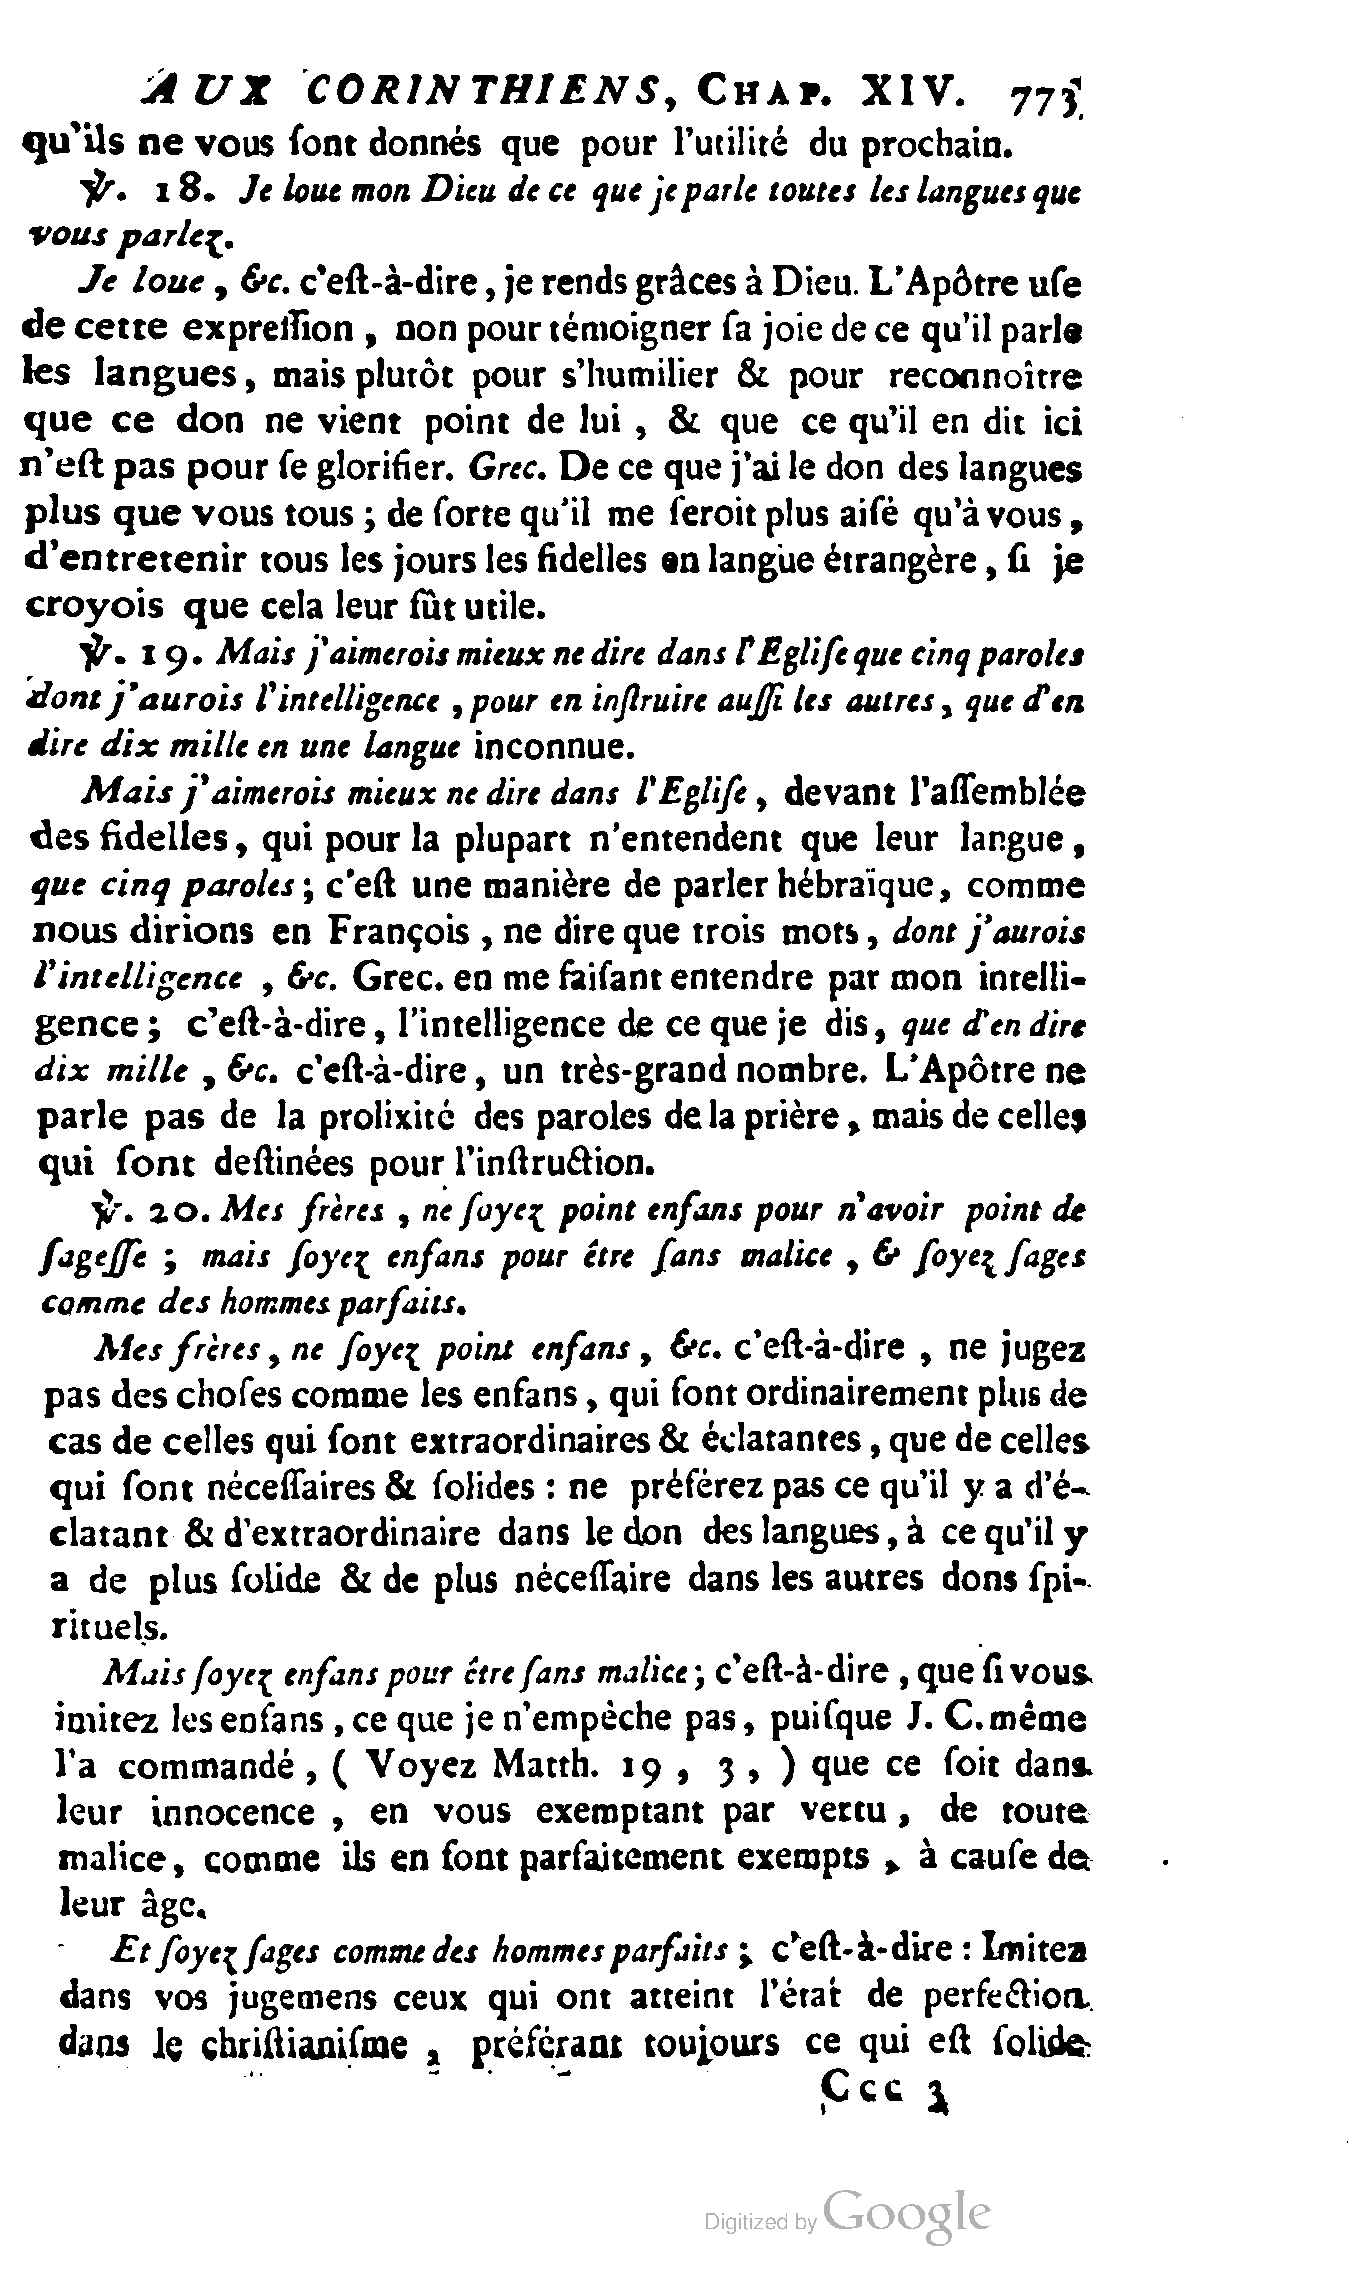 AUX CORINTHIENS, CHAP. XIV. 773
qu'ils ne vous ſont donnés que pour l'utilité du prochain.
℣. 18. Je loue mon Dieu de ce que je parle toutes les langues que
vous parlez.
Je loue, &c. c'eſt-à-dire, je rends grâces à Dieu. L'Apôtre uſe
de cette expreſſion, non pour témoigner ſa joie de ce qu'il parle
les langues, mais plutôt pour s'humilier & pour reconnoître
que ce don ne vient point de lui, & que ce qu'il en dit ici
n'eſt pas pour ſe glorifier. Grec. De ce que j'ai le don des langues
plus que vous tous; de ſorte qu'il me ſeroit plus aiſé qu'à vous,
d'entretenir tous les jours les fidelles en langue étrangère, ſi je
croyois que cela leur fût utile.
℣. 19. Mais j'aimerois mieux ne dire dans l'Egliſe que cinq paroles
dont j'aurois l'intelligence, pour en inſtruire auſſi les autres, que d'en
dire dix mille en une langue inconnue.
Mais j'aimerois mieux ne dire dans l'Egliſe, devant l'aſſemblée
des fidelles, qui pour la plupart n'entendent que leur langue,
que cinq paroles; c'eſt une manière de parler hébraïque, comme
nous dirions en François, ne dire que trois mots, dont j'aurois
l'intelligence, &c. Grec. en me faiſant entendre par mon intelli-
gence; c'eſt-à-dire, l'intelligence de ce que je dis, que d'en dire
dix mille, &c. c'eſt-à-dire, un très-grand nombre. L'Apôtre ne
parle pas de la prolixité des paroles de la prière, mais de celles
qui ſont deſtinées pour l'inſtruction.
℣. 20. Mes frères, ne ſoyez point enfans pour n'avoir point de
ſageſſe; mais ſoyez enfans pour être ſans malice, & ſoyez ſages
comme des hommes parfaits.
Mes frères, ne ſoyez point enfans, &c. c'eſt-à-dire, ne jugez
pas des choſes comme les enfans, qui font ordinairement plus de
cas de celles qui ſont extraordinaires & éclatantes, que de celles
qui ſont néceſſaires & ſolides: ne préférez pas ce qu'il y a d'é-
clatant & d'extraordinaire dans le don des langues, à ce qu'il y
a de plus ſolide & de plus néceſſaire dans les autres dons ſpi-
rituels.
Mais ſoyez enfans pour être ſans malice; c'eſt-à-dire, que ſi vous
imitez les enfans, ce que je n'empèche pas, puiſque J. C. même
l'a commandé, ( Voyez Matth. 19, 3, ) que ce ſoit dans
leur innocence, en vous exemptant par vertu, de toute
malice, comme ils en ſont parfaitement exempts, à cauſe de
leur âge.
Et ſoyez ſages comme des hommes parfaits; c'eſt-à-dire: Imitez
dans vos jugemens ceux qui ont atteint l'état de perfection
dans le chriſtianiſme, préférant toujours ce qui eſt ſolide
Ccc 3
Digitized by Google